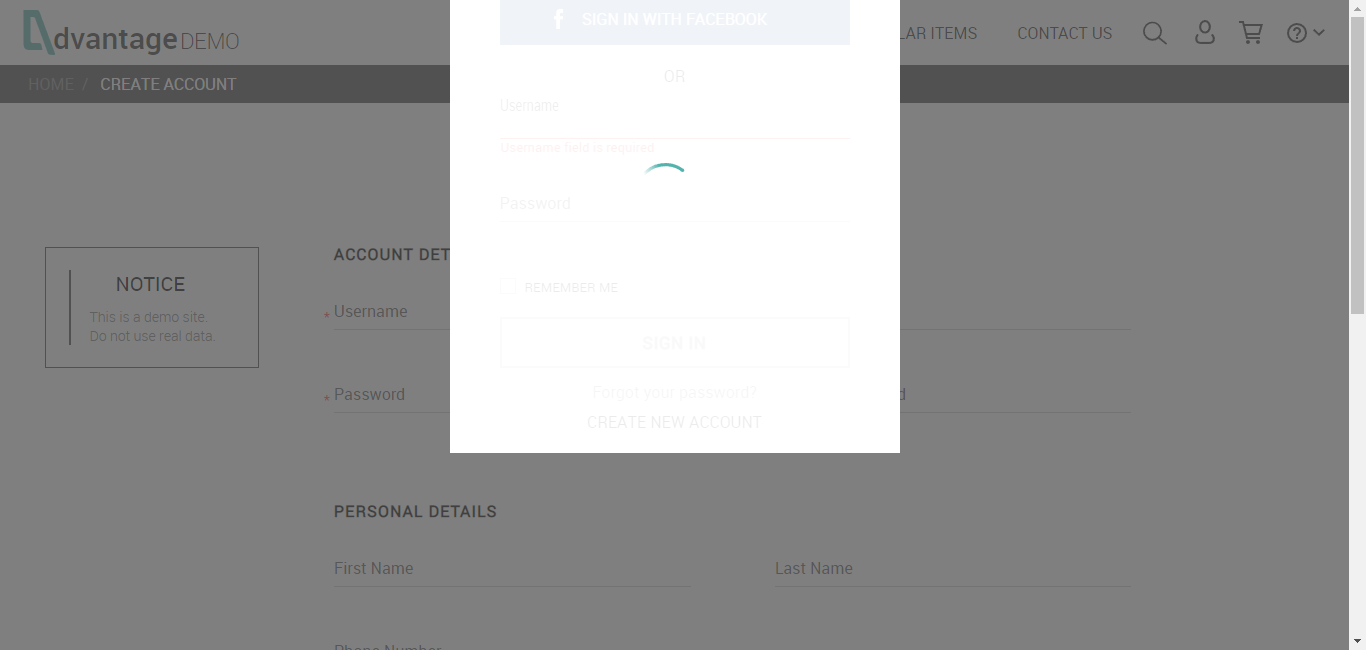 SIGN IN WITH FACEBOOK
AdvantageDEMO
LAR ITEMS
CONTACT US
HOME / CREATE ACCOUNT
OR
Username
Username field is required
Password
REMEMBER ME
SIGN IN
Forgot your password?
CREATE NEW ACCOUNT
NOTICE
This is a demo site.
Do not use real data.
ACCOUNT DET
Username
Password
d
PERSONAL DETAILS
First Name
Last Name
Phone Number